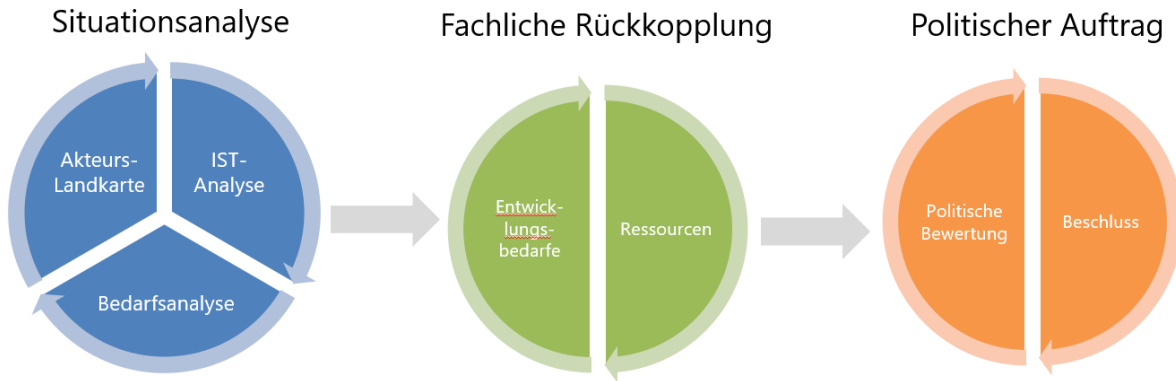 Situationsanalyse
Fachliche Rückkopplung
Politischer Auftrag
Akteurs-
Landkarte
IST-
Analyse
Bedarfsanalyse
Entwick-
lungs-
bedarfe
Ressourcen
Politische
Bewertung
Beschluss